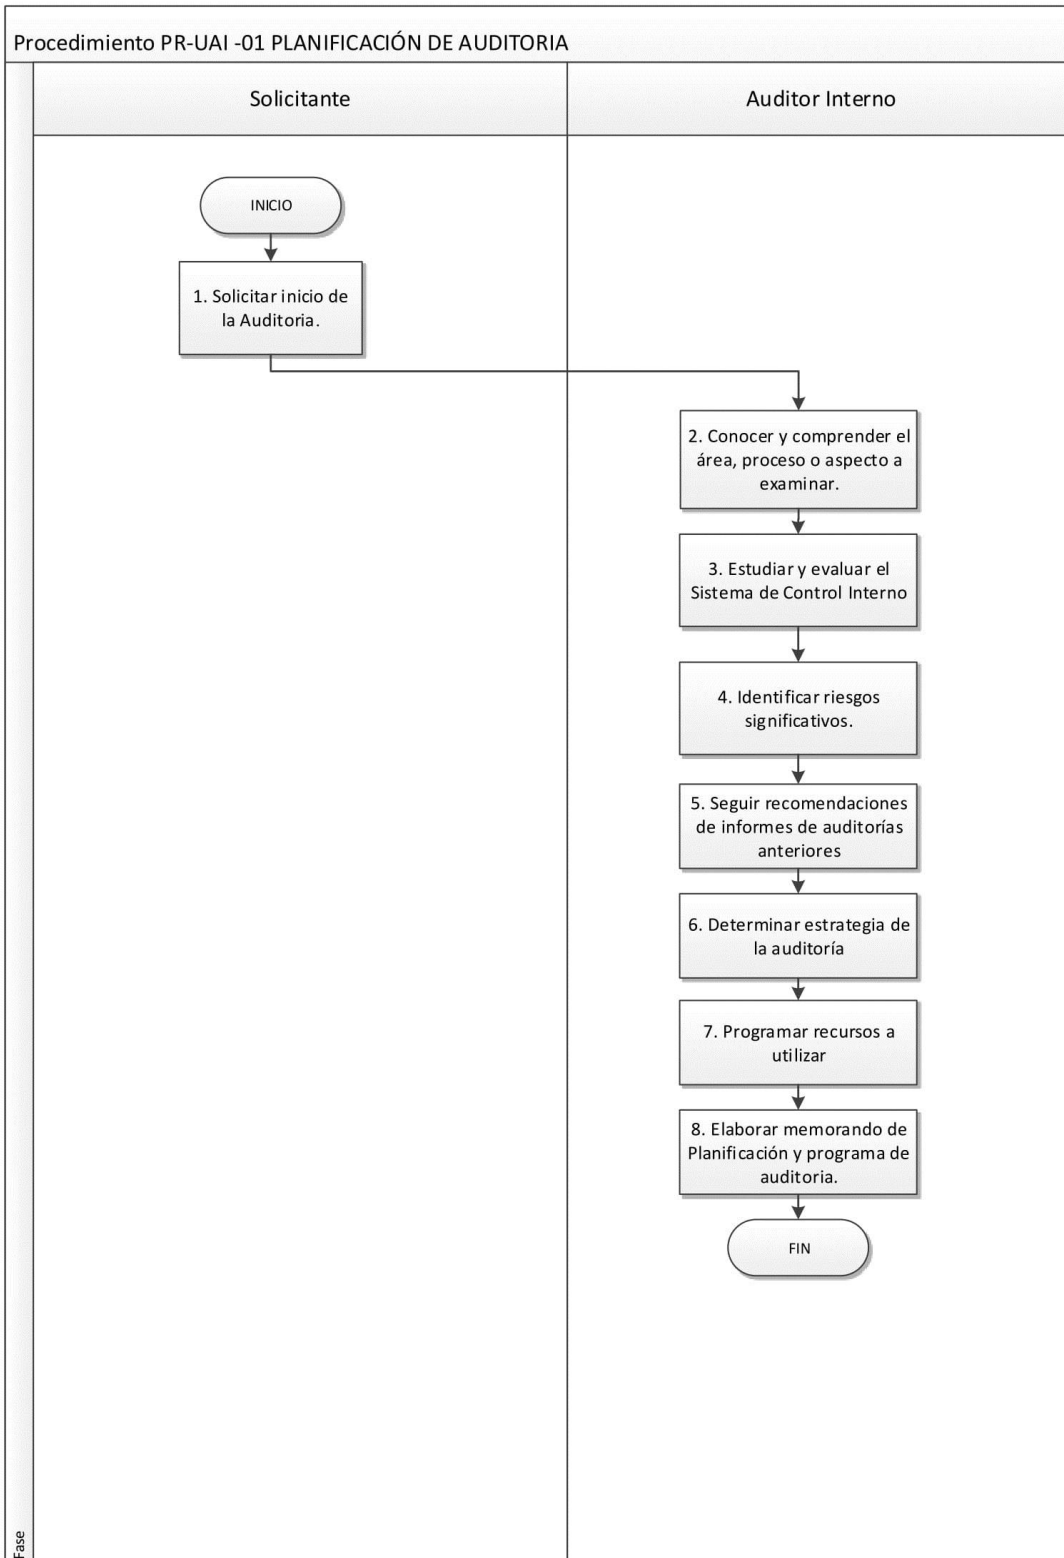 Procedimiento PR-UAI -01 PLANIFICACIÓN DE AUDITORIA
Solicitante
Auditor Interno
INICIO
1. Solicitar inicio de
la Auditoria.
2. Conocer y comprender el
área, proceso o aspecto a
examinar.
3. Estudiar y evaluar el
Sistema de Control Interno
4. Identificar riesgos
significativos.
5. Seguir recomendaciones
de informes de auditorías
anteriores
6. Determinar estrategia de
la auditoría
7. Programar recursos a
utilizar
8. Elaborar memorando de
Planificación y programa de
auditoria.
FIN
Fase